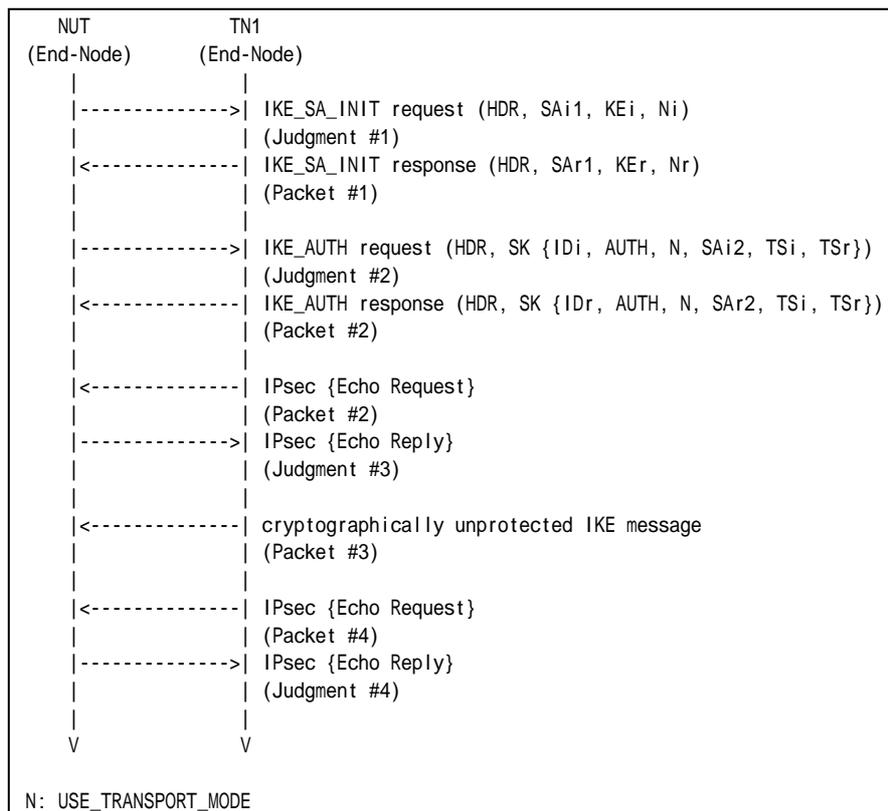 NUT TN1
(End-Node) (End-Node)
| |
|-------------->| IKE_SA_INIT request (HDR, SAi1, KEi, Ni)
| | (Judgment #1)
|<--------------| IKE_SA_INIT response (HDR, SAr1, KEr, Nr)
| | (Packet #1)
| |
|-------------->| IKE_AUTH request (HDR, SK {IDi, AUTH, N, SAi2, TSi, TSr})
| | (Judgment #2)
|<--------------| IKE_AUTH response (HDR, SK {IDr, AUTH, N, SAr2, TSi, TSr})
| | (Packet #2)
| |
|<--------------| IPsec {Echo Request}
| | (Packet #2)
|-------------->| IPsec {Echo Reply}
| | (Judgment #3)
| |
|<--------------| cryptographically unprotected IKE message
| | (Packet #3)
| |
|<--------------| IPsec {Echo Request}
| | (Packet #4)
|-------------->| IPsec {Echo Reply}
| | (Judgment #4)
| |
V V
N: USE_TRANSPORT_MODE